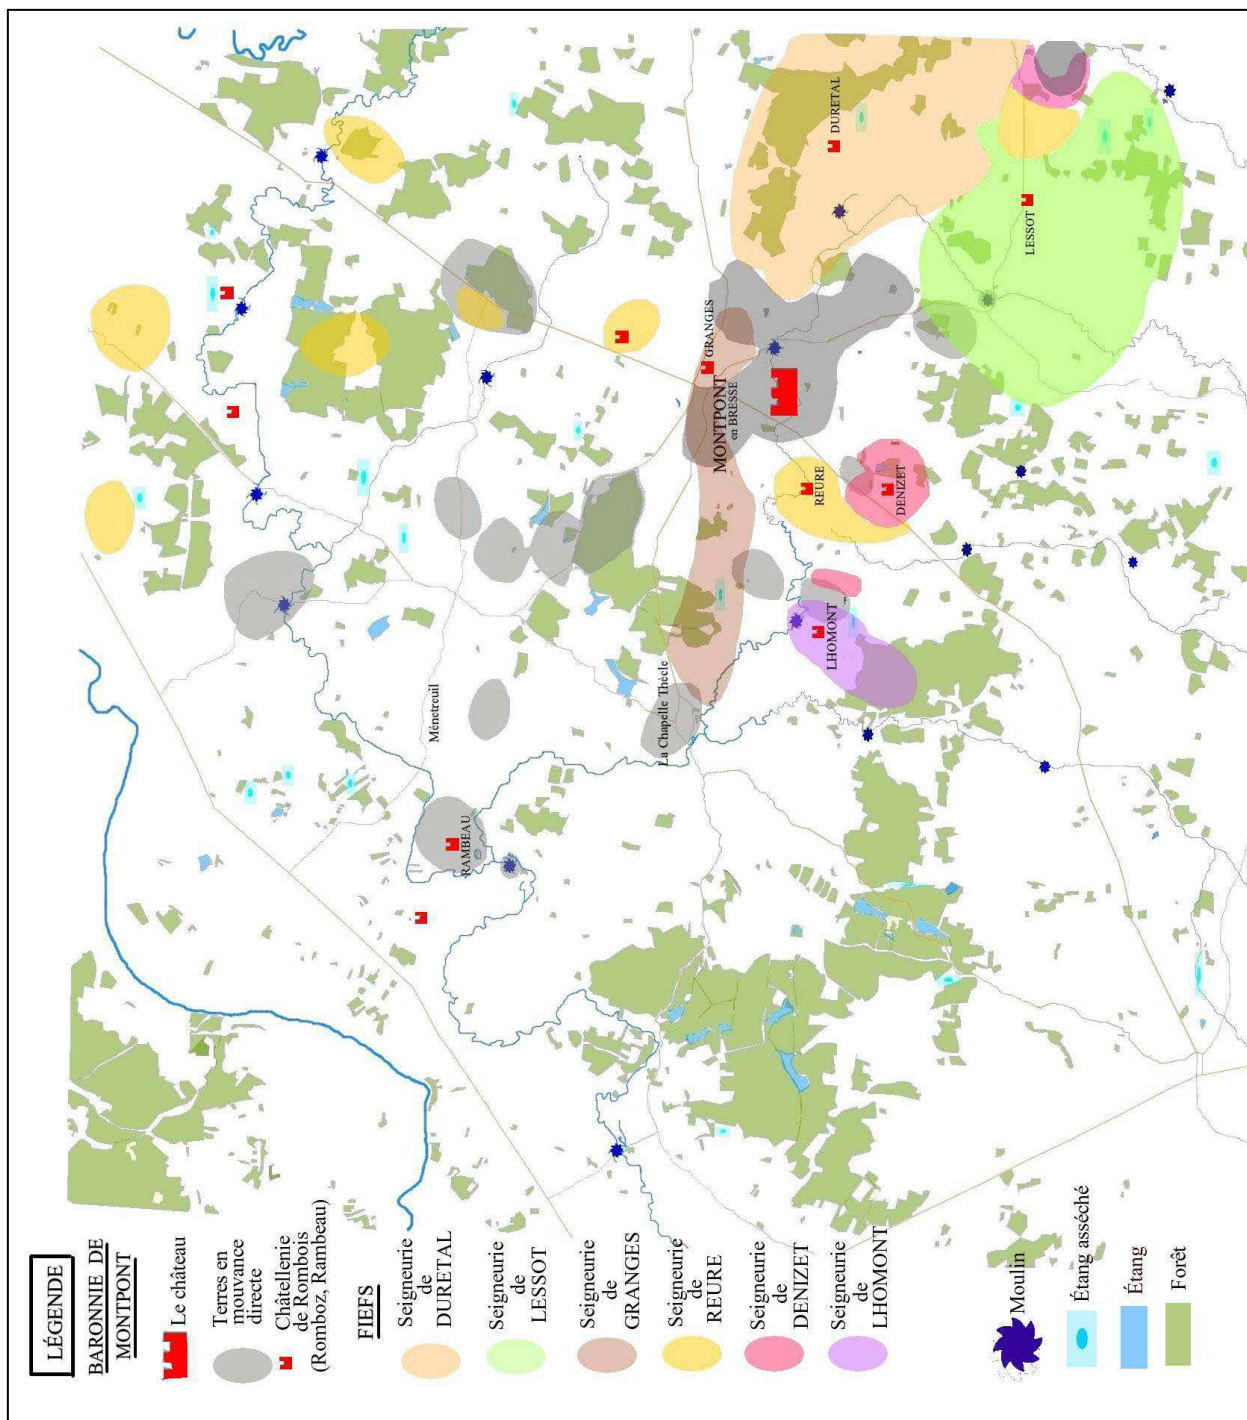 LÉGENDE
BARONNIE DE
MONTPONT
Le château
Terres en
mouvance
directe
Châtellenie
de Rombois
(Romboz, Rambeau)
FIEFS
Seigneurie
de
DURETAL
Seigneurie
de
LESSOT
Seigneurie
de
GRANGES
Seigneurie
de
REURE
Seigneurie
de
DENIZET
Seigneurie
de
LHOMONT
Moulin
Étang asséché
Étang
Forêt
RAMBEAU
Ménetreuil
La Chapelle Thècle
LHOMONT
REURE
DENIZET
MONTPONT
en BRESSE
GRANGES
DURETAL
LESSOT